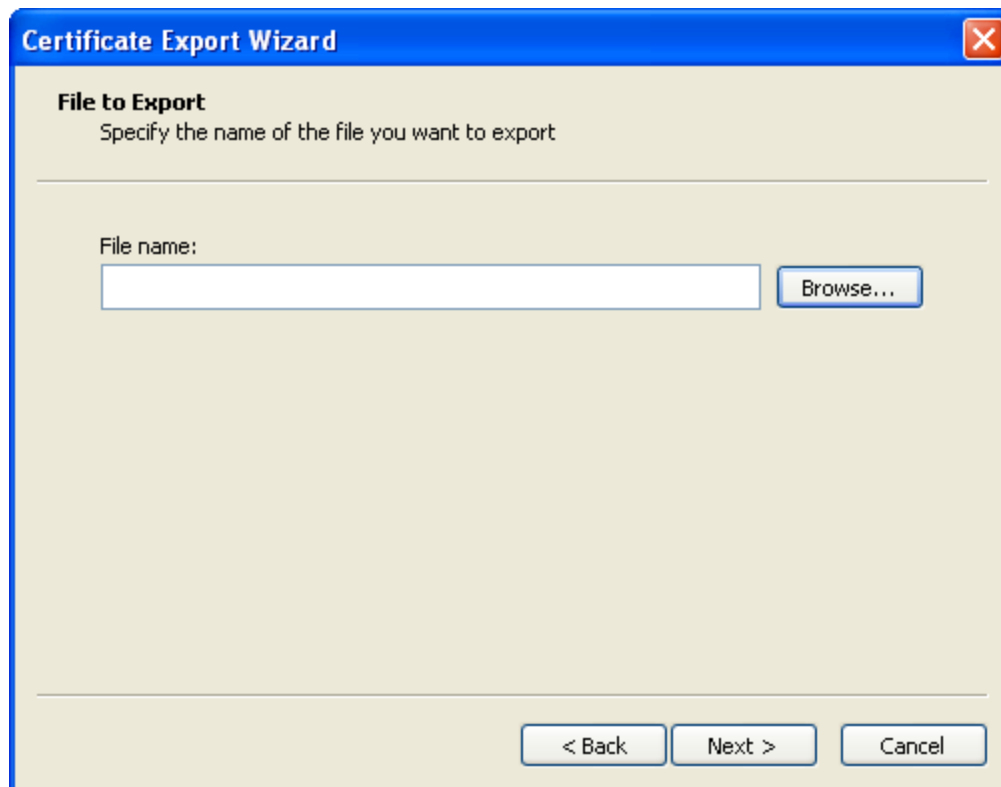 Certificate Export Wizard
File to Export
Specify the name of the file you want to export
File name:
Browse...
< Back
Next >
Cancel